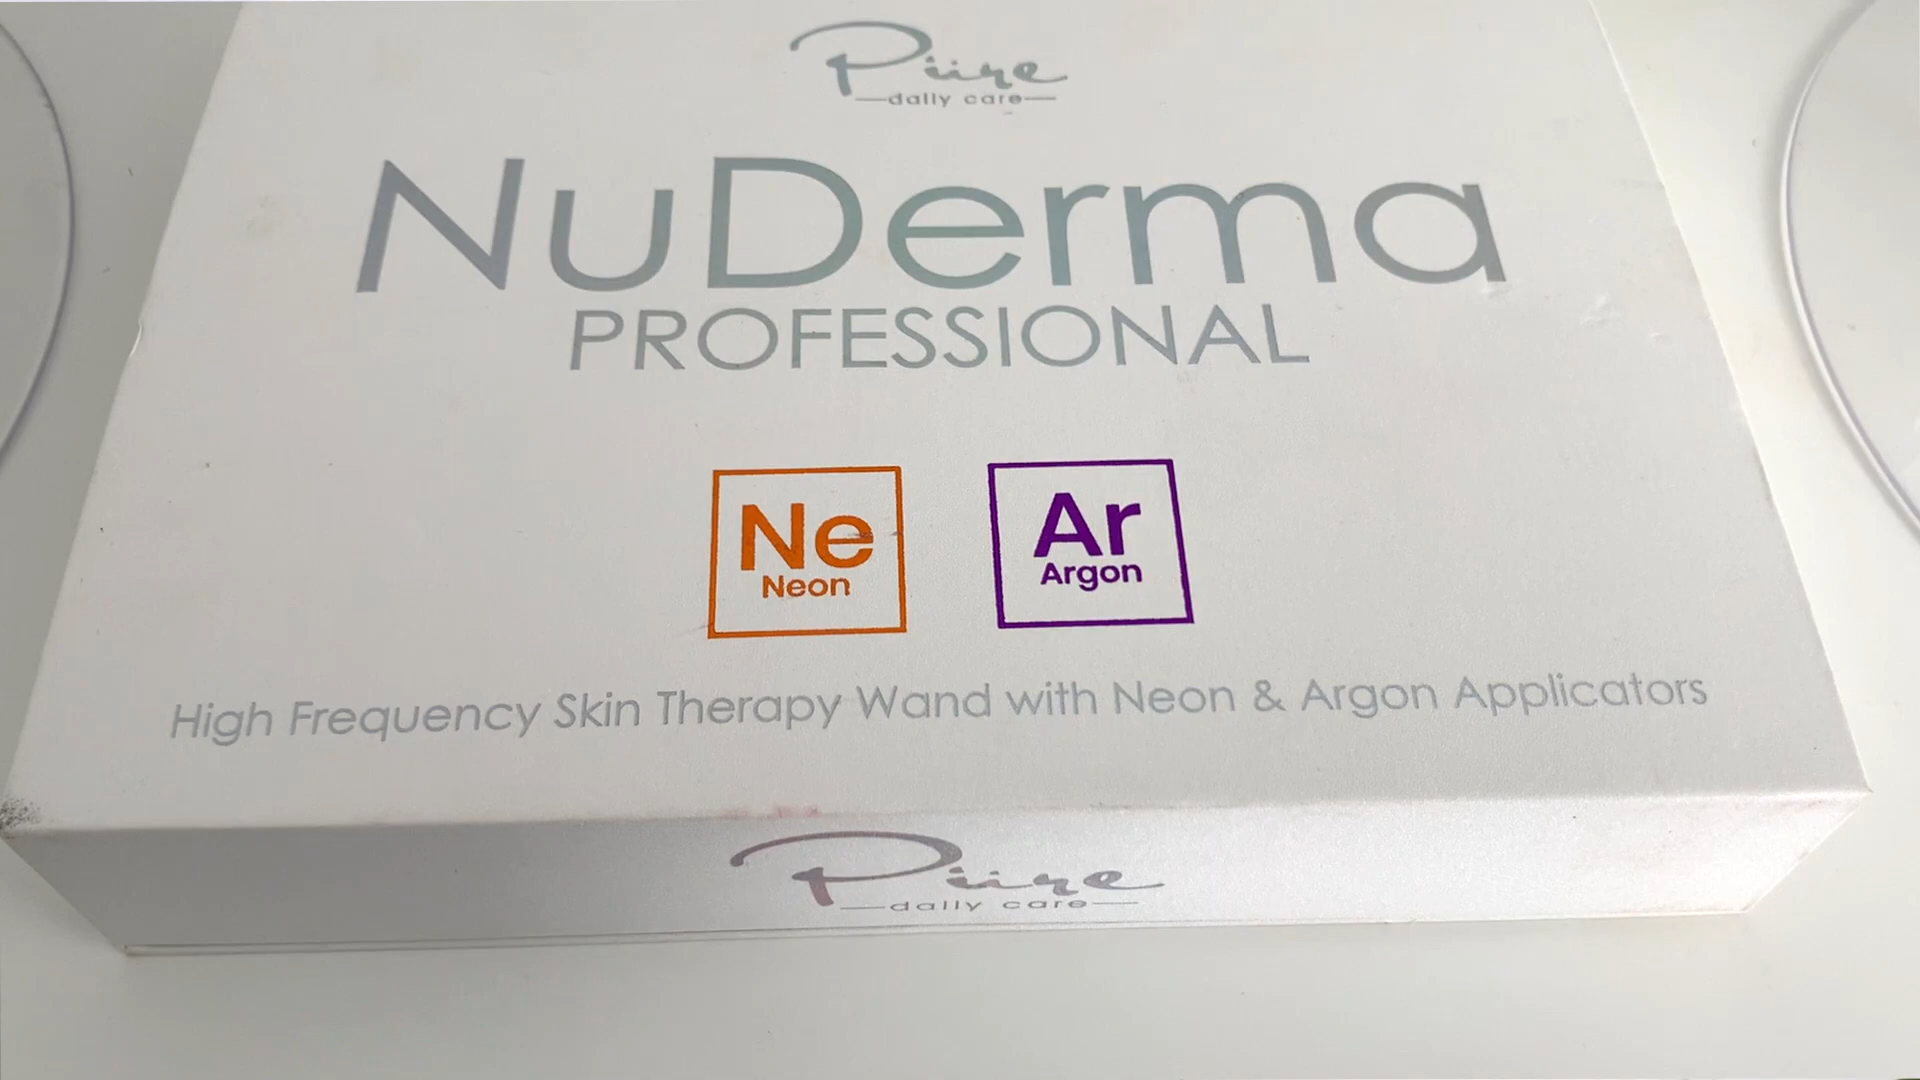 Pure
daily care
NuDerma
PROFESSIONAL
Ne
Neon
Ar
Argon
High Frequency Skin Therapy Wand with Neon & Argon Applicators
Pure
daily care